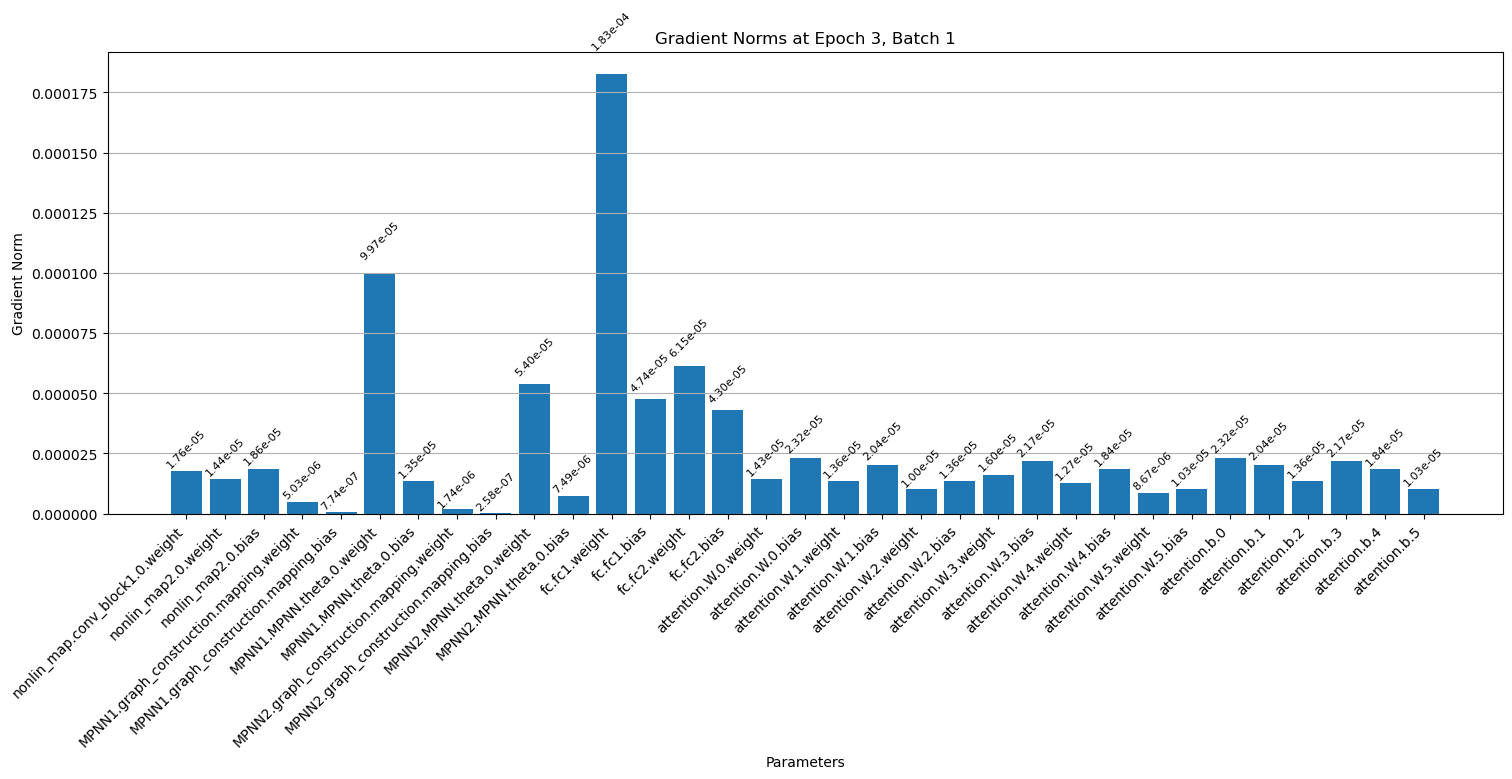 Gradient Norms at Epoch 3, Batch 1
Gradient Norm
0.000175
0.000150
0.000125
0.000100
0.000075
0.000050
0.000025
0.000000
1.76e-05
1.44e-05
1.86e-05
5.03e-06
7.74e-07
9.97e-05
1.35e-05
1.74e-06
2.58e-07
5.40e-05
7.49e-06
1.83e-04
4.74e-05
6.15e-05
4.30e-05
1.43e-05
2.32e-05
1.36e-05
2.04e-05
1.00e-05
1.36e-05
1.60e-05
2.17e-05
1.27e-05
1.84e-05
8.67e-06
1.03e-05
2.32e-05
2.04e-05
1.36e-05
2.17e-05
1.84e-05
1.03e-05
nonlin_map.conv_block1.0.weight
nonlin_map2.0.weight
nonlin_map2.0.bias
MPNN1.graph_construction.mapping.weight
MPNN1.graph_construction.mapping.bias
MPNN1.MPNN.theta.0.weight
MPNN1.MPNN.theta.0.bias
MPNN2.graph_construction.mapping.weight
MPNN2.graph_construction.mapping.bias
MPNN2.MPNN.theta.0.weight
MPNN2.MPNN.theta.0.bias
fc.fc1.weight
fc.fc1.bias
fc.fc2.weight
fc.fc2.bias
attention.W.0.weight
attention.W.0.bias
attention.W.1.weight
attention.W.1.bias
attention.W.2.weight
attention.W.2.bias
attention.W.3.weight
attention.W.3.bias
attention.W.4.weight
attention.W.4.bias
attention.W.5.weight
attention.W.5.bias
attention.b.0
attention.b.1
attention.b.2
attention.b.3
attention.b.4
attention.b.5
Parameters